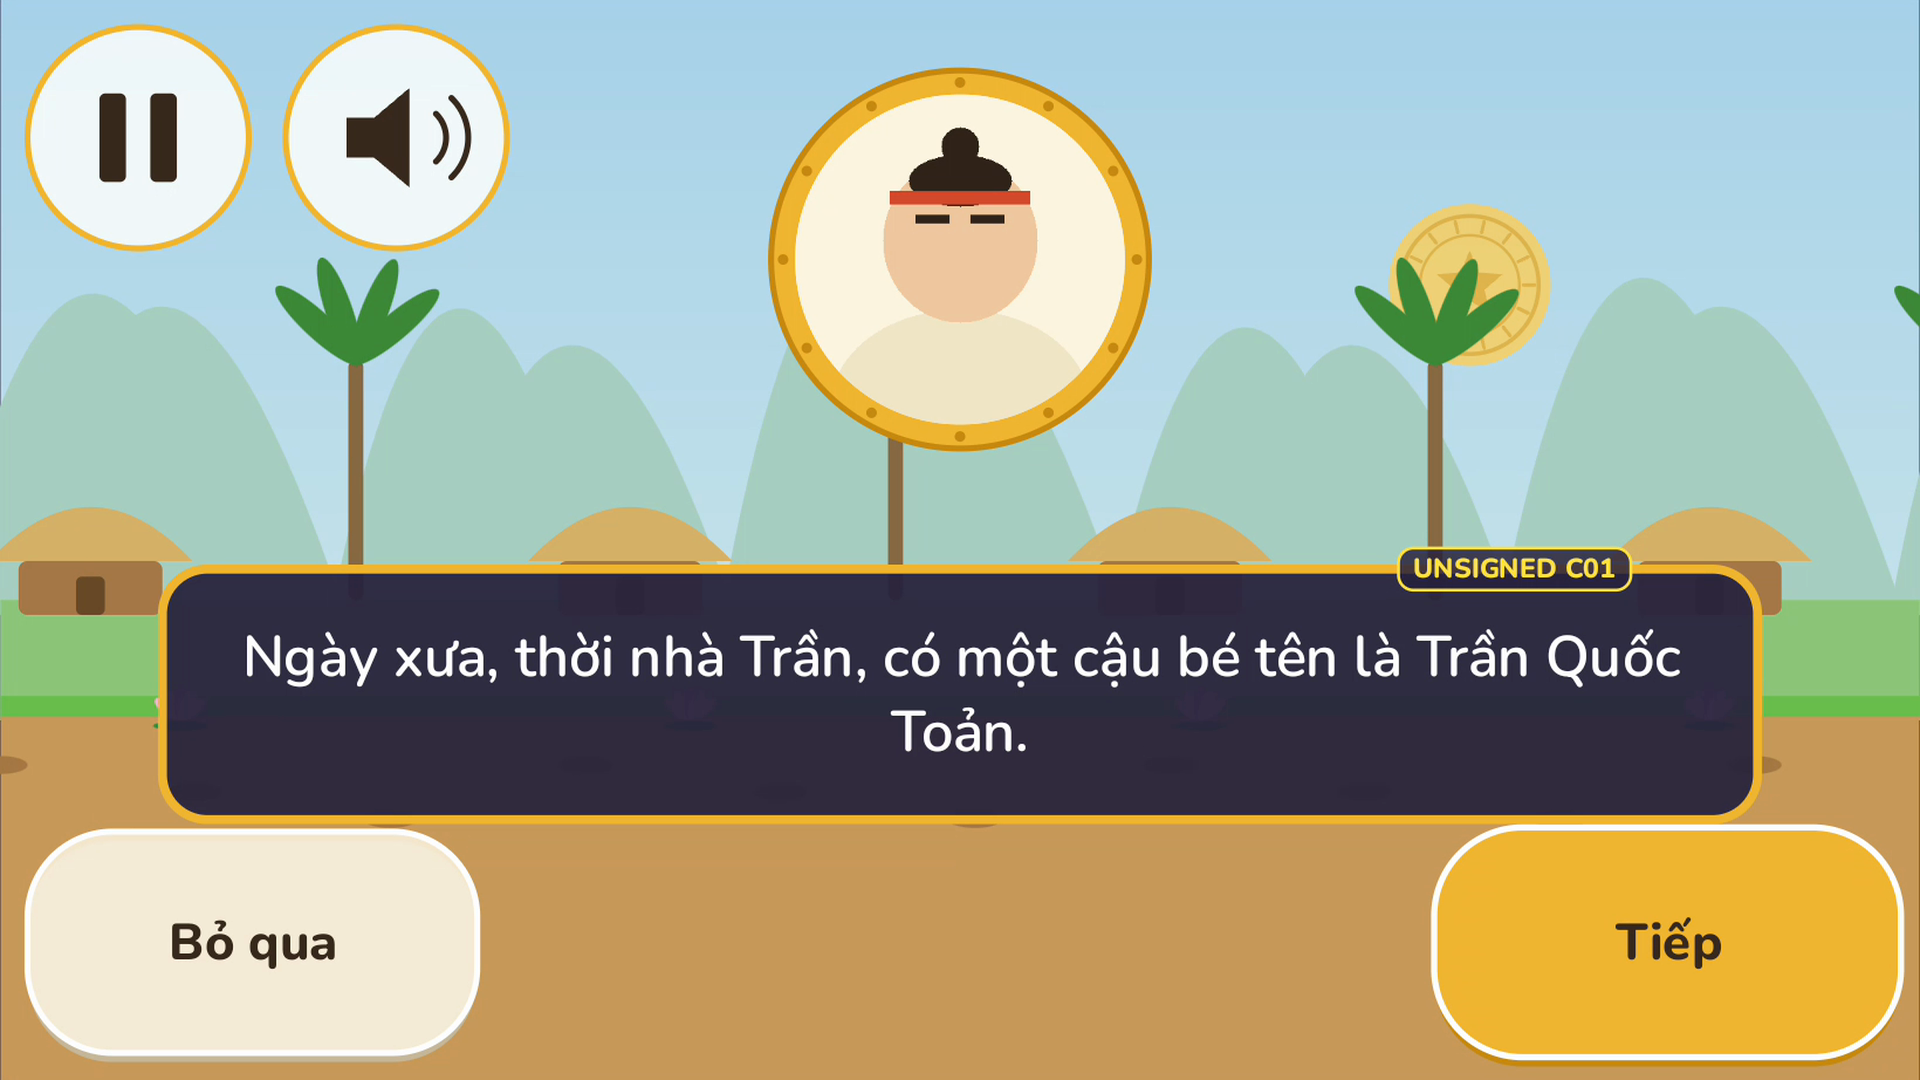 UNSIGNED C01
Ngày xưa, thời nhà Trần, có một cậu bé tên là Trần Quốc
Toản.
Bỏ qua
Tiếp